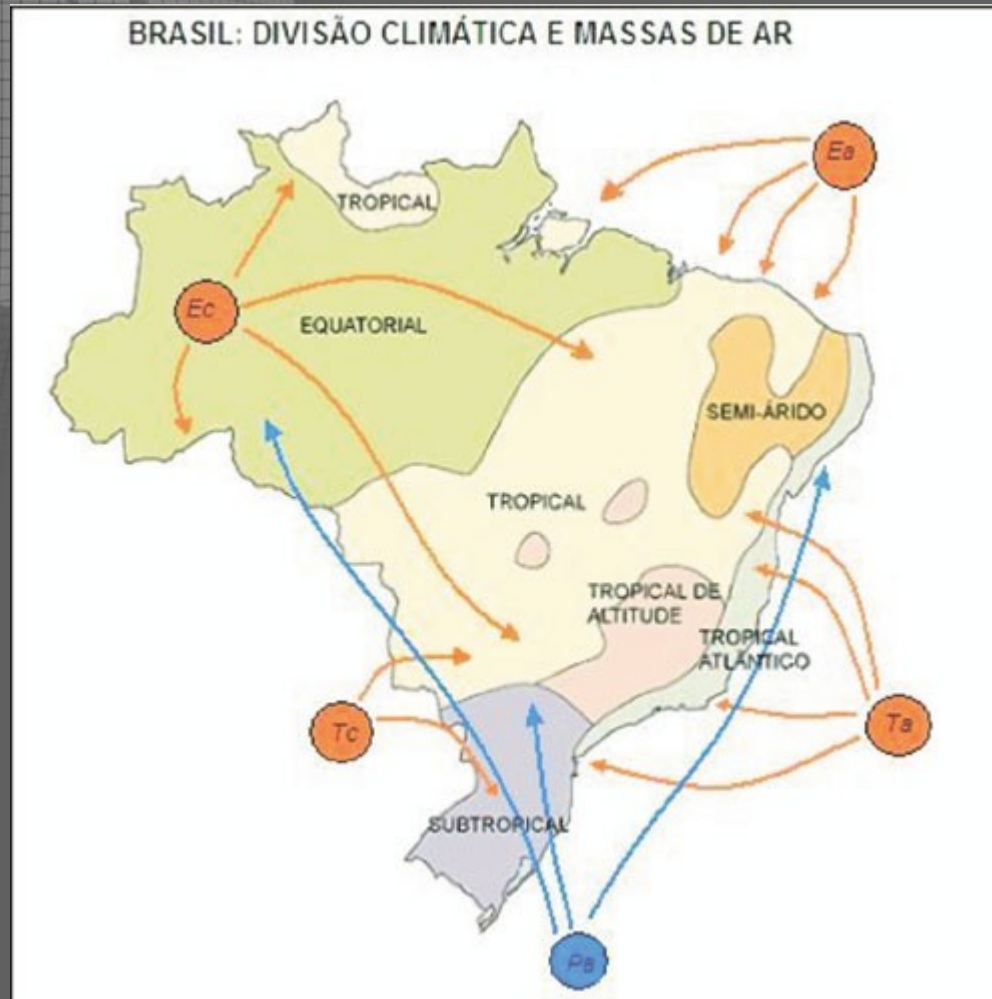 BRASIL: DIVISÃO CLIMÁTICA E MASSAS DE AR
Ea
TROPICAL
Ec
EQUATORIAL
SEMI-ÁRIDO
TROPICAL
TROPICAL DE
ALTITUDE
TROPICAL
ATLÂNTICO
Tc
Ta
SUBTROPICAL
Pa